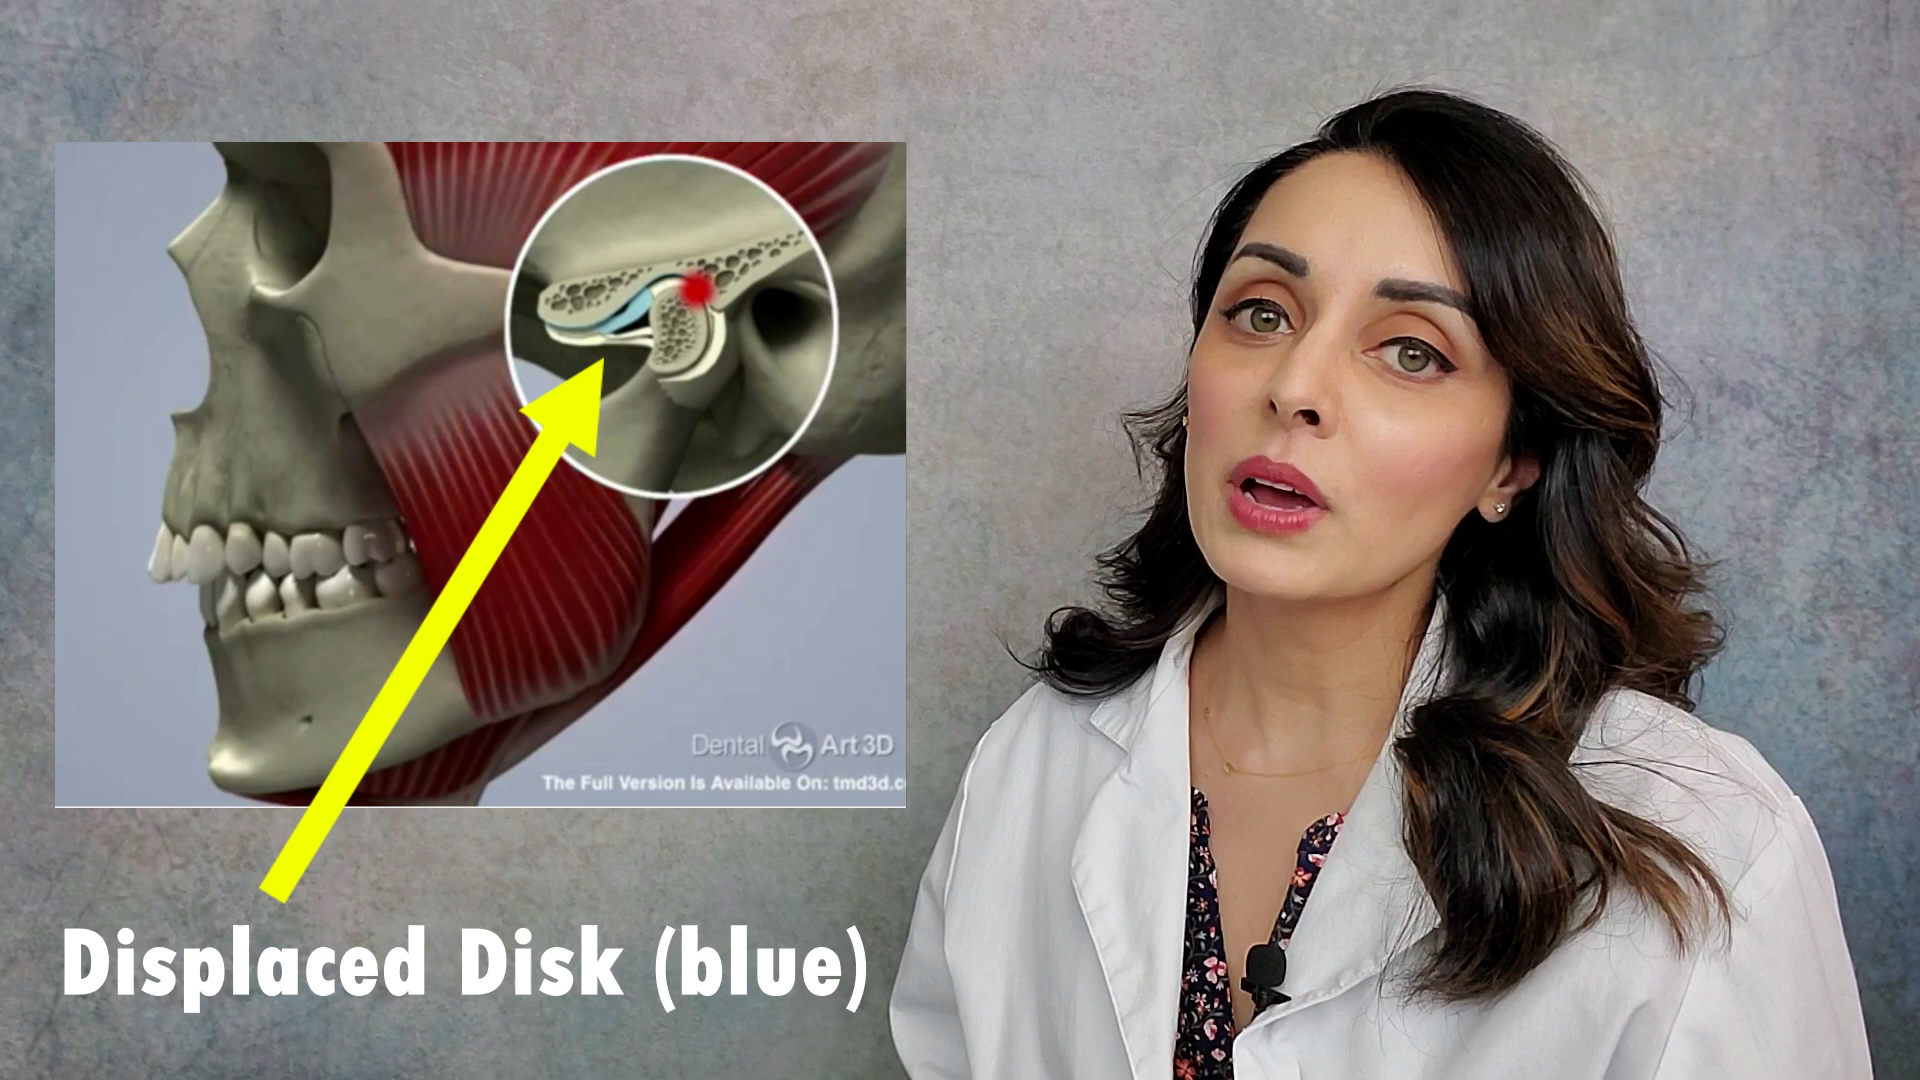 Dental Art 3D
The Full Version Is Available On: tmd3d.c
Displaced Disk (blue)